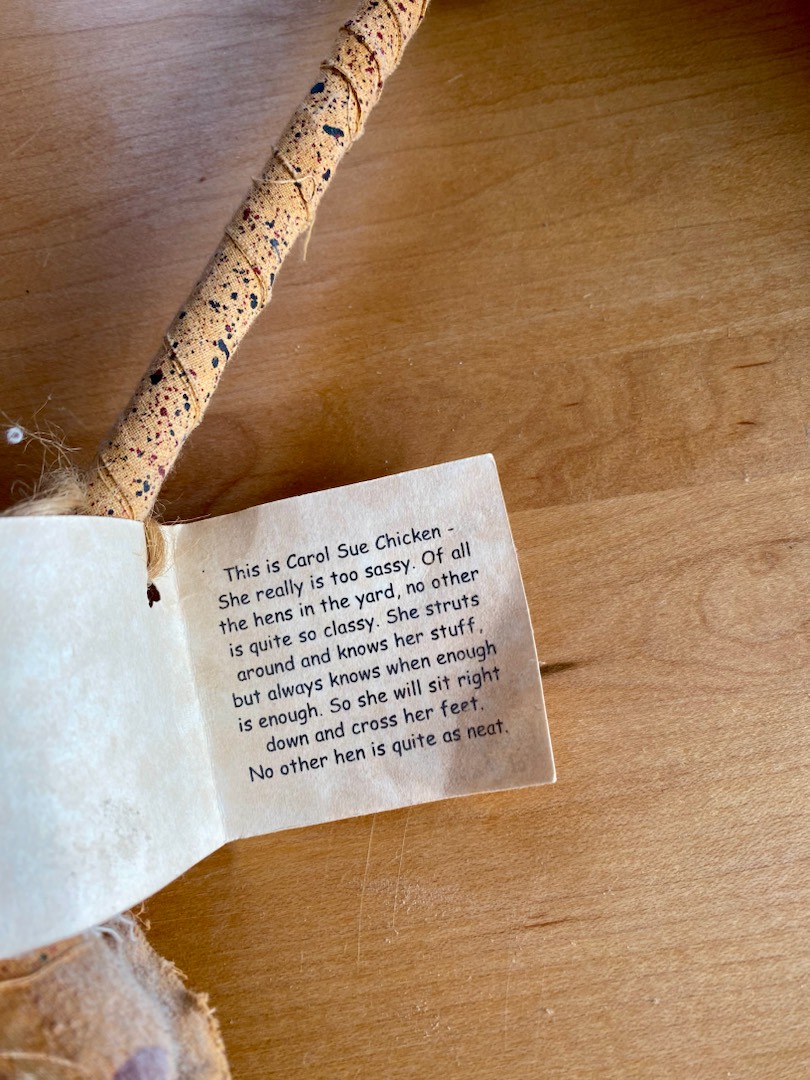 This is Carol Sue Chicken -
She really is too sassy. Of all
the hens in the yard, no other
is quite so classy. She struts
around and knows her stuff,
but always knows when enough
is enough. So she will sit right
down and cross her feet.
No other hen is quite as neat.